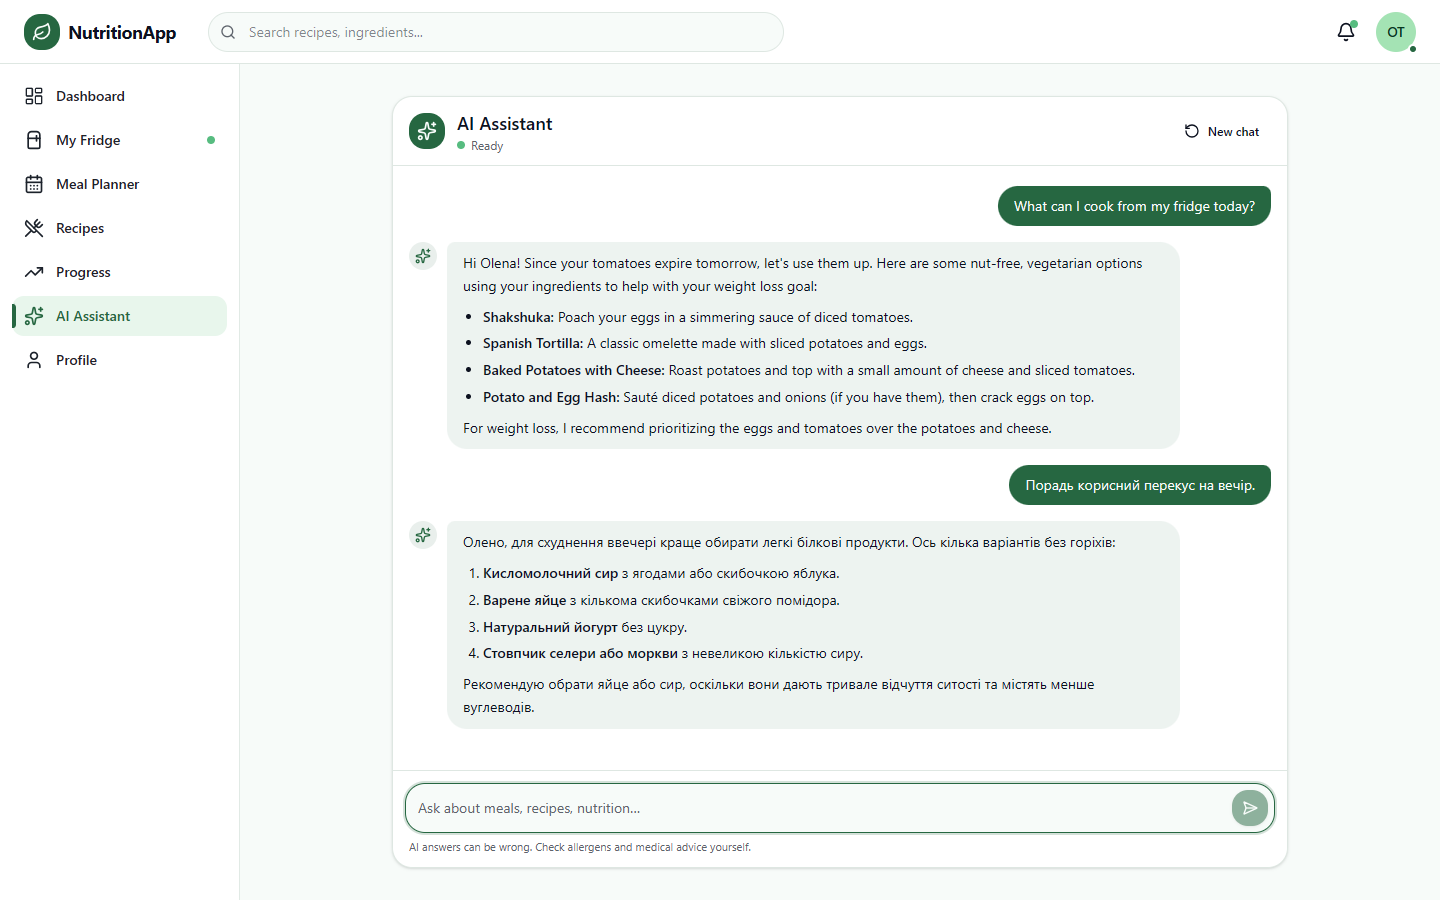 NutritionApp
Search recipes, ingredients...
OT
Dashboard
My Fridge
Meal Planner
Recipes
Progress
AI Assistant
Profile
AI Assistant
Ready
New chat
What can I cook from my fridge today?
Hi Olena! Since your tomatoes expire tomorrow, let's use them up. Here are some nut-free, vegetarian options
using your ingredients to help with your weight loss goal:
• Shakshuka: Poach your eggs in a simmering sauce of diced tomatoes.
• Spanish Tortilla: A classic omelette made with sliced potatoes and eggs.
• Baked Potatoes with Cheese: Roast potatoes and top with a small amount of cheese and sliced tomatoes.
• Potato and Egg Hash: Sauté diced potatoes and onions (if you have them), then crack eggs on top.
For weight loss, I recommend prioritizing the eggs and tomatoes over the potatoes and cheese.
Порадь корисний перекус на вечір.
Олено, для схуднення ввечері краще обирати легкі білкові продукти. Ось кілька варіантів без горіхів:
1. Кисломолочний сир з ягодами або скибочкою яблука.
2. Варене яйце з кількома скибочками свіжого помідора.
3. Натуральний йогурт без цукру.
4. Стовпчик селери або моркви з невеликою кількістю сиру.
Рекомендую обрати яйце або сир, оскільки вони дають тривале відчуття ситості та містять менше
вуглеводів.
Ask about meals, recipes, nutrition...
AI answers can be wrong. Check allergens and medical advice yourself.